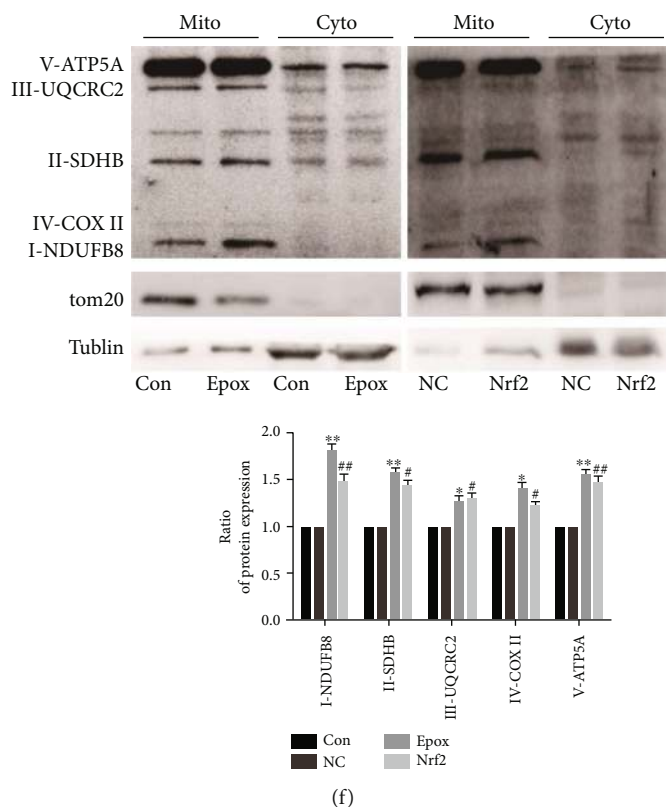 Mito Cyto Mito Cyto
V-ATP5A
III-UQCRC2
II-SDHB
IV-COX II
I-NDUFB8
tom20
Tublin
Con Epox Con Epox NC Nrf2 NC Nrf2
2.0
1.5
1.0
0.5
0.0
Ratio
of protein expression
** ## ** # * # * # ** ##
I-NDUFB8
II-SDHB
III-UQCRC2
IV-COX II
V-ATP5A
Con Epox
NC Nrf2
(f)